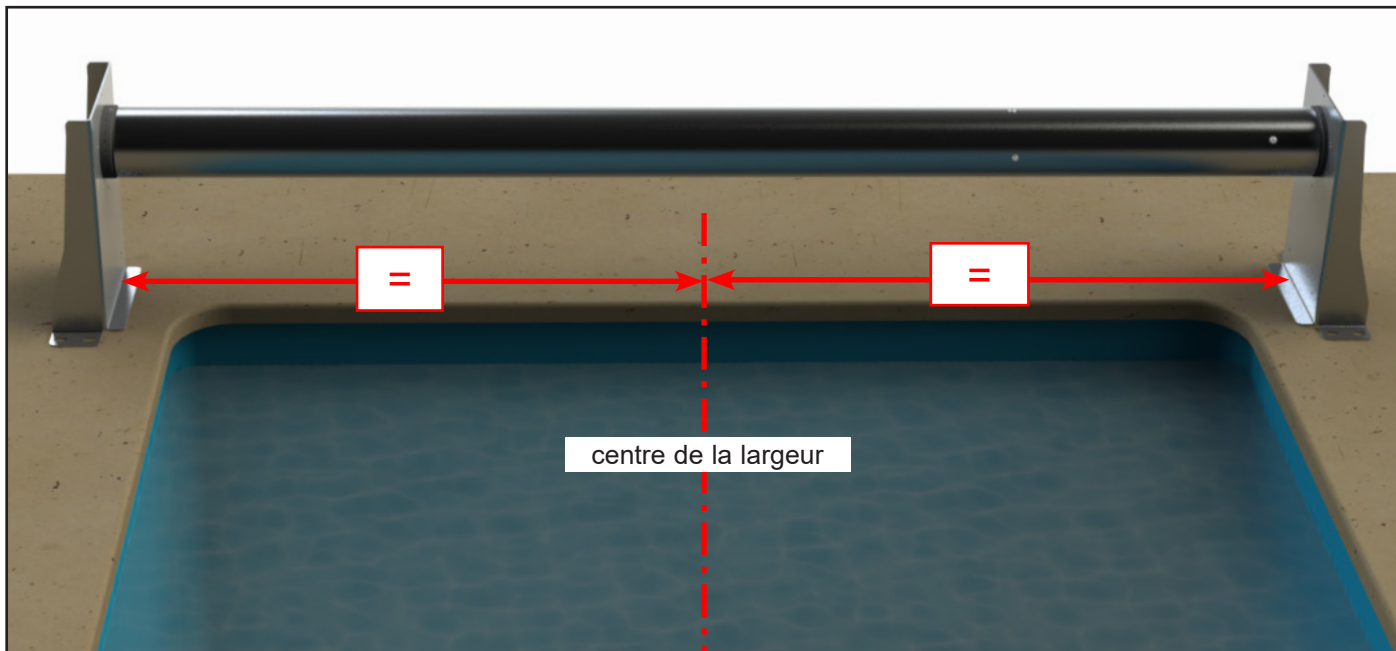 = =
centre de la largeur